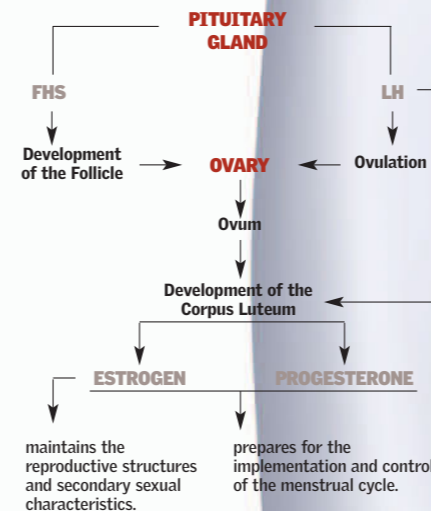 PITUITARY
GLAND
FHS
LH
Development
of the Follicle
OVARY
Ovulation
Ovum
Development of the
Corpus Luteum
ESTROGEN
PROGESTERONE
maintains the
reproductive structures
and secondary sexual
characteristics.
prepares for the
implementation and control
of the menstrual cycle.